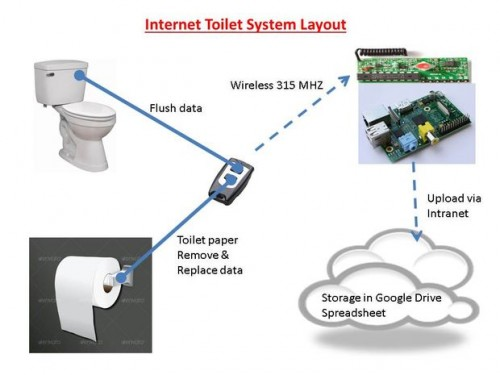 Internet Toilet System Layout
Wireless 315 MHZ
Flush data
Upload via
Intranet
Toilet paper
Remove &
Replace data
Storage in Google Drive
Spreadsheet